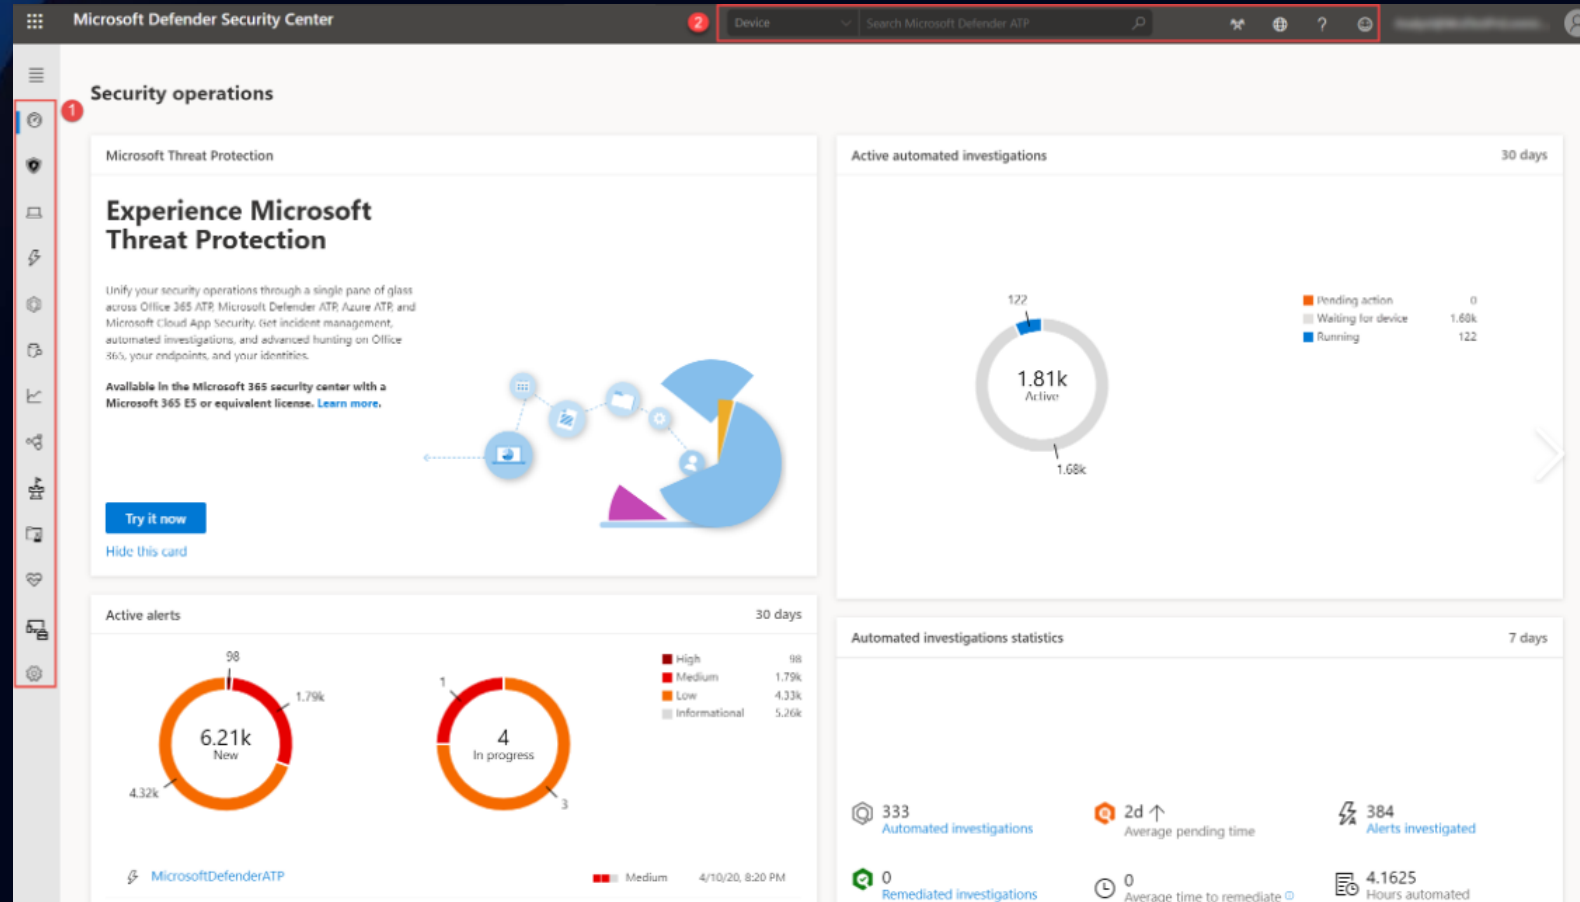 Microsoft Defender Security Center
2
Device
Search Microsoft Defender ATP
?
1
Security operations
Microsoft Threat Protection
Experience Microsoft
Threat Protection
Unify your security operations through a single pane of glass
across Office 365 ATP, Microsoft Defender ATP, Azure ATP, and
Microsoft Cloud App Security. Get incident management,
automated investigations, and advanced hunting on Office
365, your endpoints, and your identities.
Available in the Microsoft 365 security center with a
Microsoft 365 E5 or equivalent license. Learn more.
Try it now
Hide this card
Active automated investigations
30 days
122
1.81k
Active
1.68k
Pending action 0
Waiting for device 1.68k
Running 122
Active alerts
30 days
98
1.79k
6.21k
New
4.32k
1
4
In progress
3
High 98
Medium 1.79k
Low 4.33k
Informational 5.26k
MicrosoftDefenderATP
Medium
4/10/20, 8:20 PM
Automated investigations statistics
7 days
333
Automated investigations
2d
Average pending time
384
Alerts investigated
0
Remediated investigations
0
Average time to remediate
4.1625
Hours automated